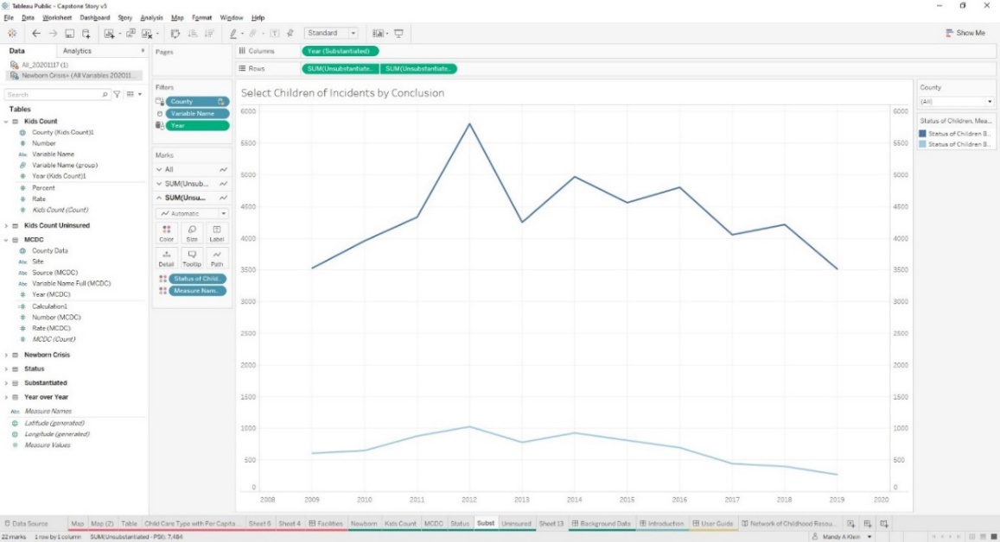 Tableau Public - Capstone Story v5
File Data Worksheet Dashboard Story Analysis Map Format Window Help
Standard
Show Me
Data Analytics
Pages
Columns Year (Substantiated)
Rows SUM(Unsubstantiate.. SUM(Unsubstantiate..
All_20201117 (1)
Newborn Crisis+ (All Variables 202011...
Search
Tables
Kids Count
County (Kids Count)1
# Number
Abc Variable Name
Variable Name (group)
# Year (Kids Count)1
# Percent
# Rate
# Kids Count (Count)
Kids Count Uninsured
MCDC
County Data
Abc Site
Abc Source (MCDC)
Abc Variable Name Full (MCDC)
# Year (MCDC)
=# Calculation1
# Number (MCDC)
# Rate (MCDC)
# MCDC (Count)
Newborn Crisis
Status
Substantiated
Year over Year
Abc Measure Names
Latitude (generated)
Longitude (generated)
# Measure Values
Filters
County
Variable Name
Year
Marks
All
SUM(Unsub...
SUM(Unsu...
Automatic
Color Size Label
Detail Tooltip Path
Status of Child..
Measure Nam..
Select Children of Incidents by Conclusion
6000 6000
5500 5500
5000 5000
4500 4500
4000 4000
3500 3500
3000 3000
2500 2500
2000 2000
1500 1500
1000 1000
500 500
0 0
2008 2009 2010 2011 2012 2013 2014 2015 2016 2017 2018 2019 2020
County
(All)
Status of Children, Mea...
Status of Children B...
Status of Children B...
Data Source Map Map (2) Table Child Care Type with Per Capita ... Sheet 6 Sheet 4 Facilities Newborn Kids Count MCDC Status Subst Uninsured Sheet 13 Background Data Introduction User Guide Network of Childhood Resou...
22 marks 1 row by 1 column SUM(Unsubstantiated - PSI): 7,484
Mandy A Klein